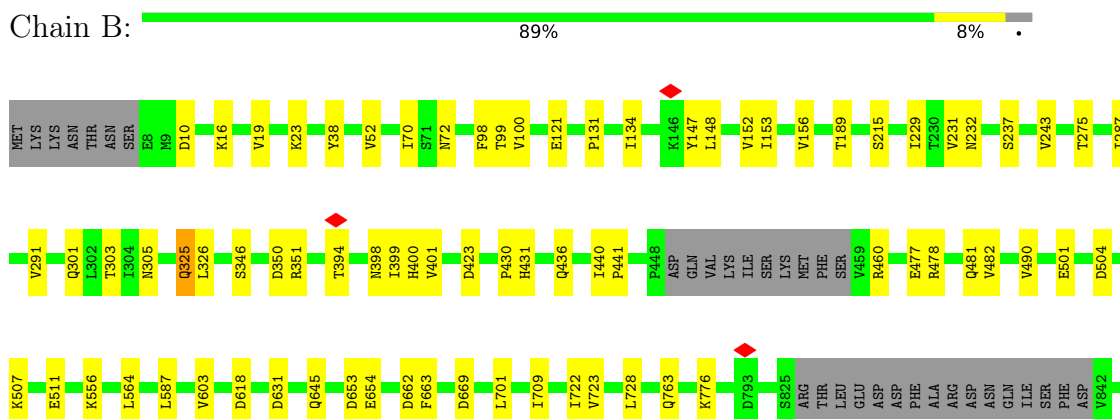 Chain B:
89% 8% •
MET LYS LYS ASN THR ASN SER E8 M9 D10 K16 V19 K23 Y38 V52 I70 S71 N72 F98 T99 V100 E121 P131 I134 K146 Y147 L148 V152 I153 V156 T189 S215 I229 T230 V231 N232 S237 V243 T275
V291 Q301 L302 T303 I304 N305 Q325 L326 S346 D350 R351 T394 N398 I399 H400 V401 D423 P430 H431 Q436 I440 P441 P448 ASP GLN VAL LYS ILE SER LYS MET PHE SER V459 R460 E477 R478 Q481 V482 V490 E501 D504
K507 E511 K556 L564 L587 V603 D618 D631 Q645 D653 E654 D662 F663 D669 L701 I709 I722 V723 L728 Q763 K776 D793 S825 ARG THR LEU GLU ASP ASP PHE ALA ARG ASP ASN GLN ILE SER PHE ASP V842